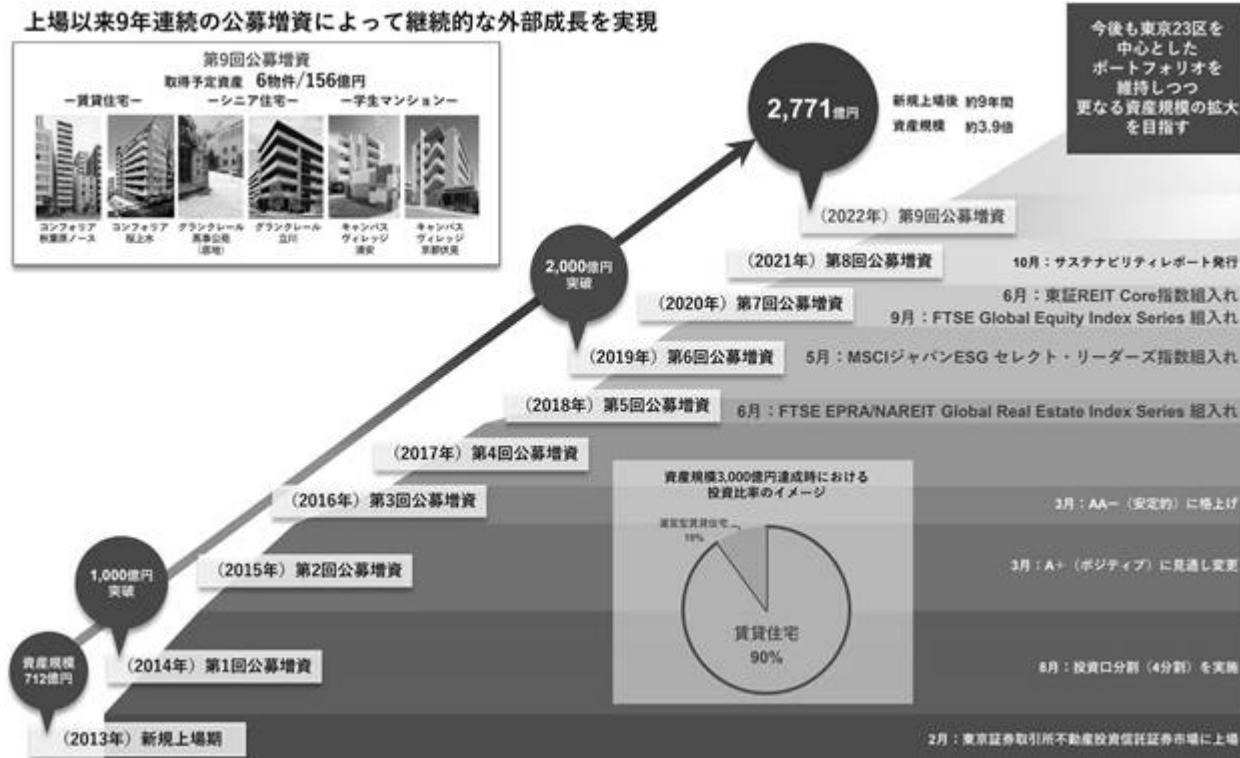 上場以来9年連続の公募増資によって継続的な外部成長を実現
第9回公募増資
取得予定資産 6物件/156億円
ー賃貸住宅ー
ーシニア住宅ー
ー学生マンションー
コンフォリア
秋葉原ノース
コンフォリア
桜上水
グランクレール
馬事公苑
(底地)
グランクレール
立川
キャンパス
ヴィレッジ
浦安
キャンパス
ヴィレッジ
京都伏見
2,771億円
新規上場後 約9年間
資産規模 約3.9倍
今後も東京23区を
中心とした
ポートフォリオを
維持しつつ
更なる資産規模の拡大
を目指す
(2022年)第9回公募増資
(2021年)第8回公募増資
10月:サステナビリティレポート発行
2,000億円
突破
(2020年)第7回公募増資
6月:東証REIT Core指数組入れ
9月:FTSE Global Equity Index Series 組入れ
(2019年)第6回公募増資
5月:MSCIジャパンESG セレクト・リーダーズ指数組入れ
(2018年)第5回公募増資
6月:FTSE EPRA/NAREIT Global Real Estate Index Series 組入れ
(2017年)第4回公募増資
(2016年)第3回公募増資
3月:AAー(安定的)に格上げ
資産規模3,000億円達成時における
投資比率のイメージ
運営型賃貸住宅
10%
賃貸住宅
90%
1,000億円
突破
(2015年)第2回公募増資
3月:A+(ポジティブ)に見通し変更
資産規模
712億円
(2014年)第1回公募増資
8月:投資口分割(4分割)を実施
(2013年)新規上場期
2月:東京証券取引所不動産投資信託証券市場に上場